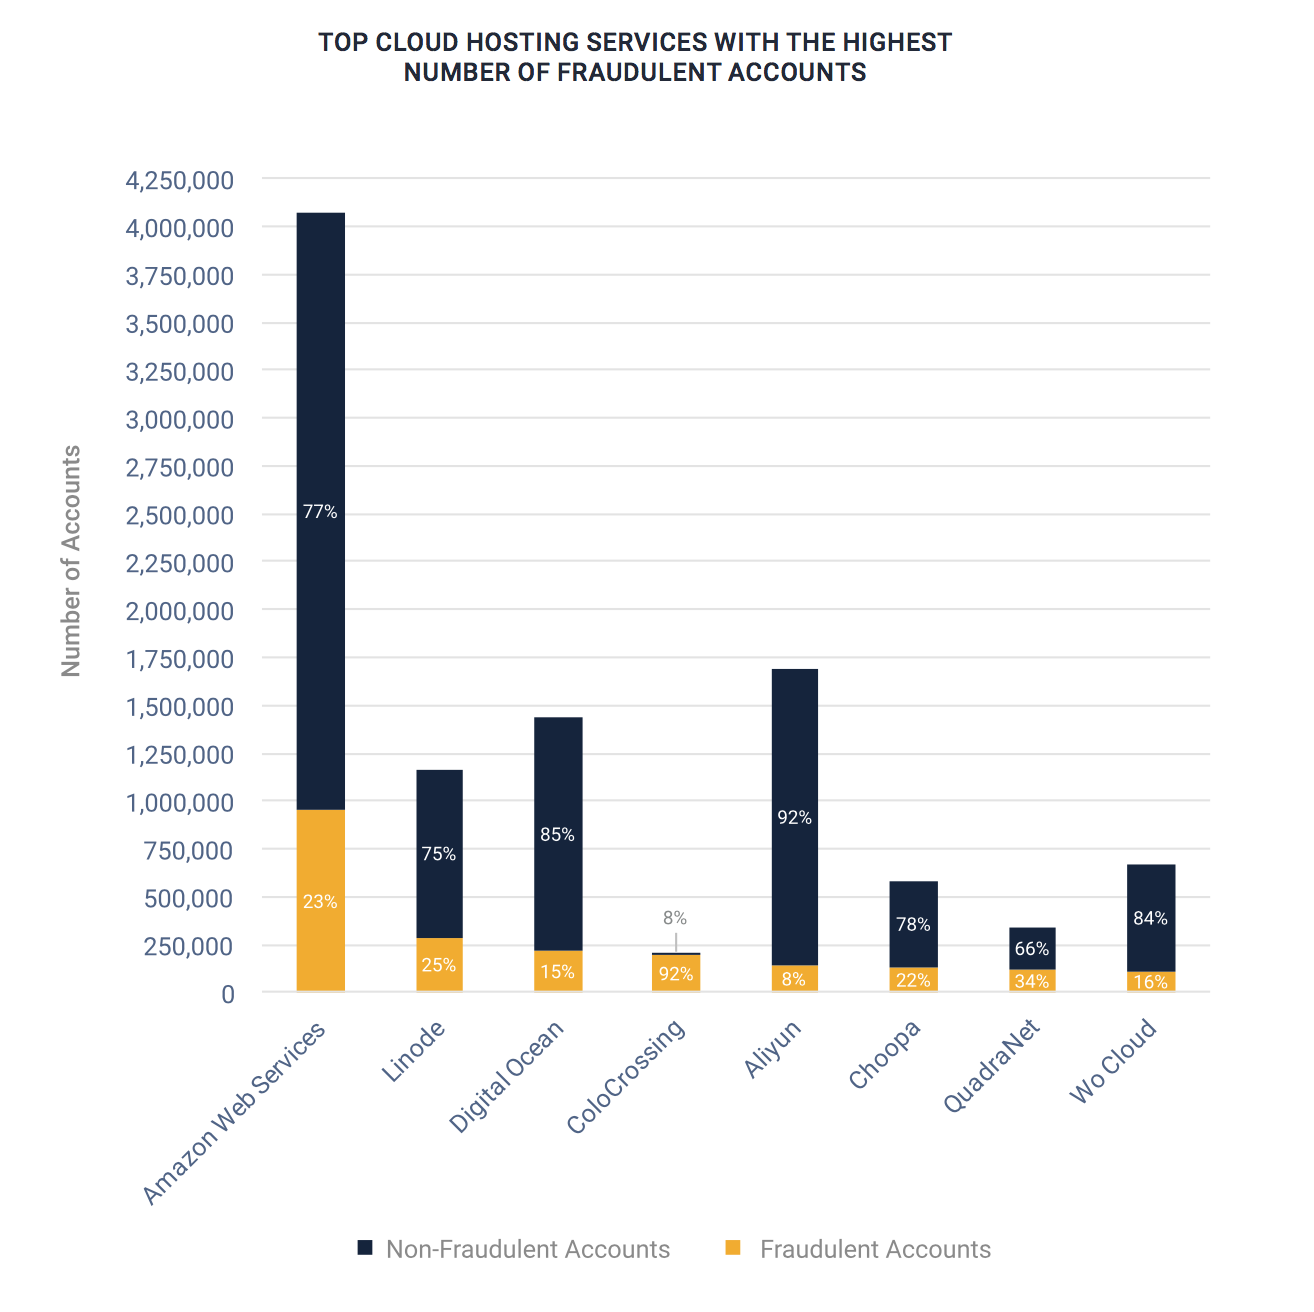 TOP CLOUD HOSTING SERVICES WITH THE HIGHEST
NUMBER OF FRAUDULENT ACCOUNTS
Number of Accounts
4,250,000
4,000,000
3,750,000
3,500,000
3,250,000
3,000,000
2,750,000
2,500,000
2,250,000
2,000,000
1,750,000
1,500,000
1,250,000
1,000,000
750,000
500,000
250,000
0
77%
23%
75%
25%
85%
15%
8%
92%
92%
8%
78%
22%
66%
34%
84%
16%
Amazon Web Services
Linode
Digital Ocean
ColoCrossing
Aliyun
Choopa
QuadraNet
Wo Cloud
Non-Fraudulent Accounts
Fraudulent Accounts